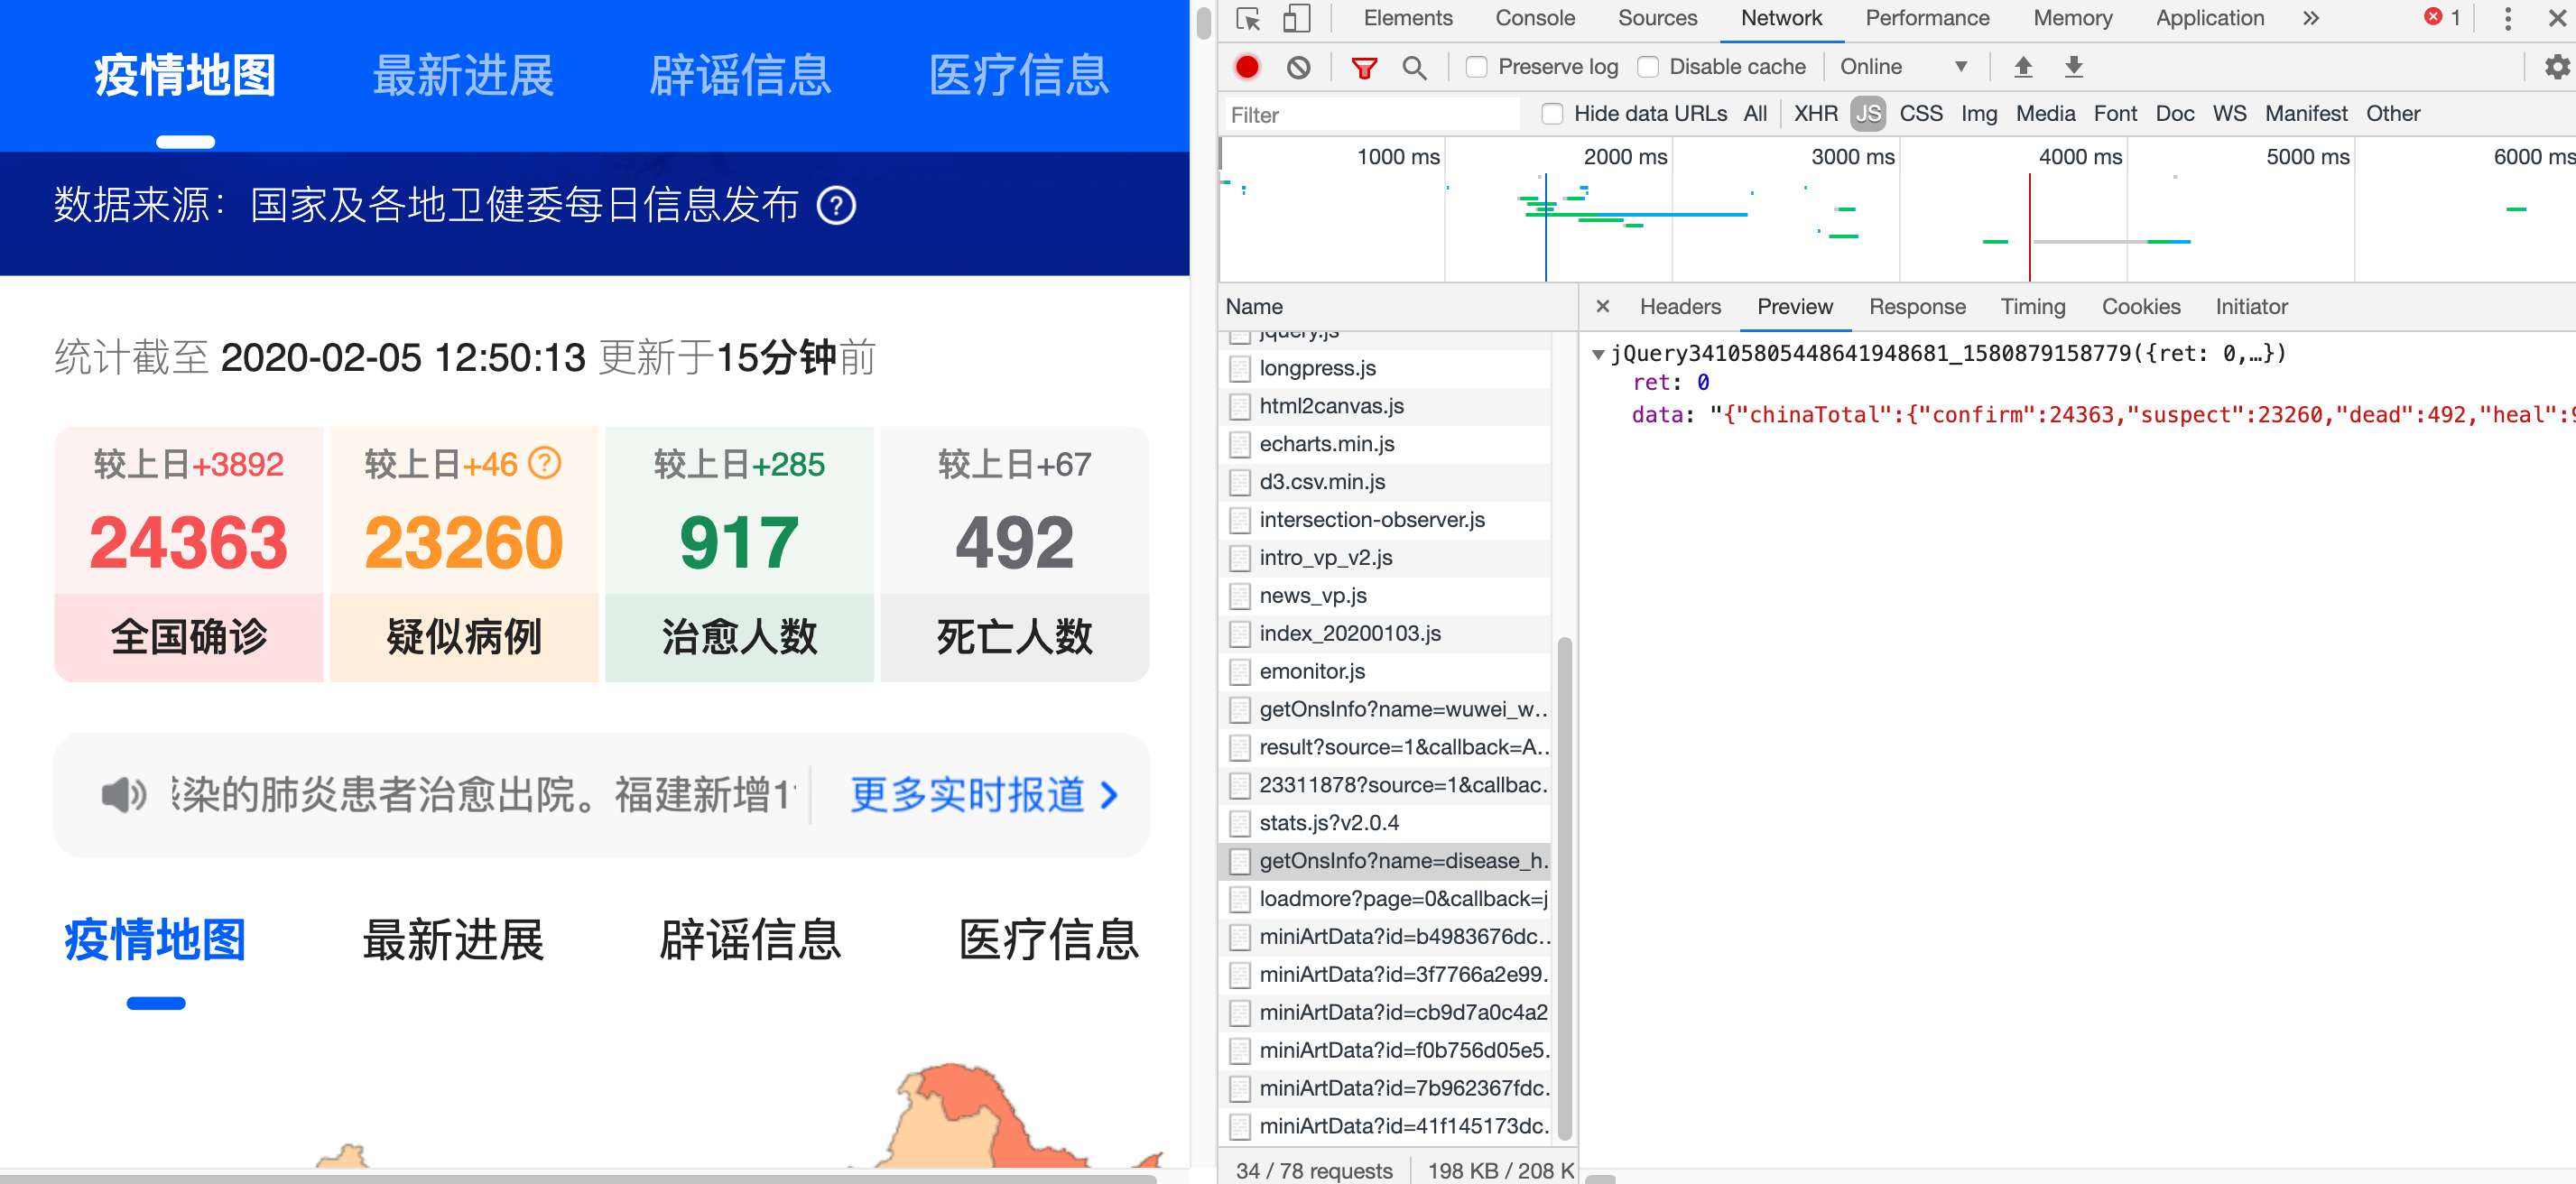 疫情地图 最新进展 辟谣信息 医疗信息
数据来源：国家及各地卫健委每日信息发布 ?
统计截至 2020-02-05 12:50:13 更新于15分钟前
较上日+3892 较上日+46 ? 较上日+285 较上日+67
24363 23260 917 492
全国确诊 疑似病例 治愈人数 死亡人数
染的肺炎患者治愈出院。福建新增1 更多实时报道
疫情地图 最新进展 辟谣信息 医疗信息
Elements Console Sources Network Performance Memory Application » 1
Preserve log Disable cache Online
Filter Hide data URLs All XHR JS CSS Img Media Font Doc WS Manifest Other
1000 ms 2000 ms 3000 ms 4000 ms 5000 ms 6000 ms
Name
jquery.js
longpress.js
html2canvas.js
echarts.min.js
d3.csv.min.js
intersection-observer.js
intro_vp_v2.js
news_vp.js
index_20200103.js
emonitor.js
getOnsInfo?name=wuwei_w…
result?source=1&callback=A..
23311878?source=1&callbac.
stats.js?v2.0.4
getOnsInfo?name=disease_h.
loadmore?page=0&callback=j
miniArtData?id=b4983676dc..
miniArtData?id=3f7766a2e99.
miniArtData?id=cb9d7a0c4a2
miniArtData?id=f0b756d05e5.
miniArtData?id=7b962367fdc.
miniArtData?id=41f145173dc.
34 / 78 requests 198 KB / 208 K
× Headers Preview Response Timing Cookies Initiator
jQuery34105805448641948681_1580879158779({ret: 0,…})
ret: 0
data: "{"chinaTotal":{"confirm":24363,"suspect":23260,"dead":492,"heal":9